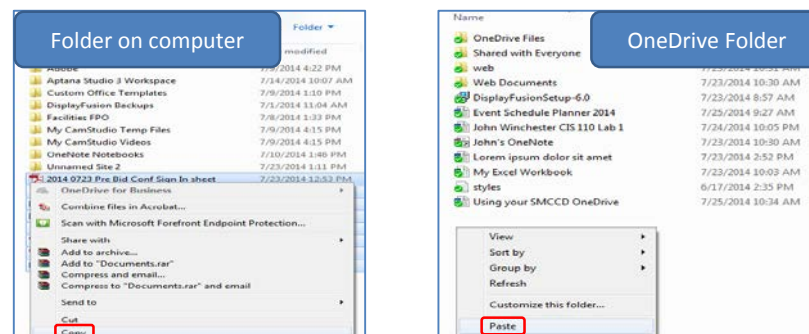 Folder on computer
Folder
modified
Adobe 7/9/2014 4:22 PM
Aptana Studio 3 Workspace 7/14/2014 10:07 AM
Custom Office Templates 7/9/2014 1:10 PM
DisplayFusion Backups 7/1/2014 11:04 AM
Facilities FPO 7/8/2014 1:33 PM
My CamStudio Temp Files 7/9/2014 4:15 PM
My CamStudio Videos 7/9/2014 4:15 PM
OneNote Notebooks 7/10/2014 1:46 PM
Unnamed Site 2 7/23/2014 1:11 PM
2014 0723 Pre Bid Conf Sign In sheet 7/23/2014 12:53 PM
OneDrive for Business
Combine files in Acrobat...
Scan with Microsoft Forefront Endpoint Protection...
Share with
Add to archive...
Add to "Documents.rar"
Compress and email...
Compress to "Documents.rar" and email
Send to
Cut
Copy
Name
OneDrive Folder
OneDrive Files
Shared with Everyone
web 7/23/2014 10:31 AM
Web Documents 7/23/2014 10:30 AM
DisplayFusionSetup-6.0 7/23/2014 8:57 AM
Event Schedule Planner 2014 7/25/2014 9:27 AM
John Winchester CIS 110 Lab 1 7/24/2014 10:05 PM
John's OneNote 7/23/2014 10:30 AM
Lorem ipsum dolor sit amet 7/23/2014 2:52 PM
My Excel Workbook 7/23/2014 10:03 AM
styles 6/17/2014 2:35 PM
Using your SMCCD OneDrive 7/25/2014 10:34 AM
View
Sort by
Group by
Refresh
Customize this folder...
Paste